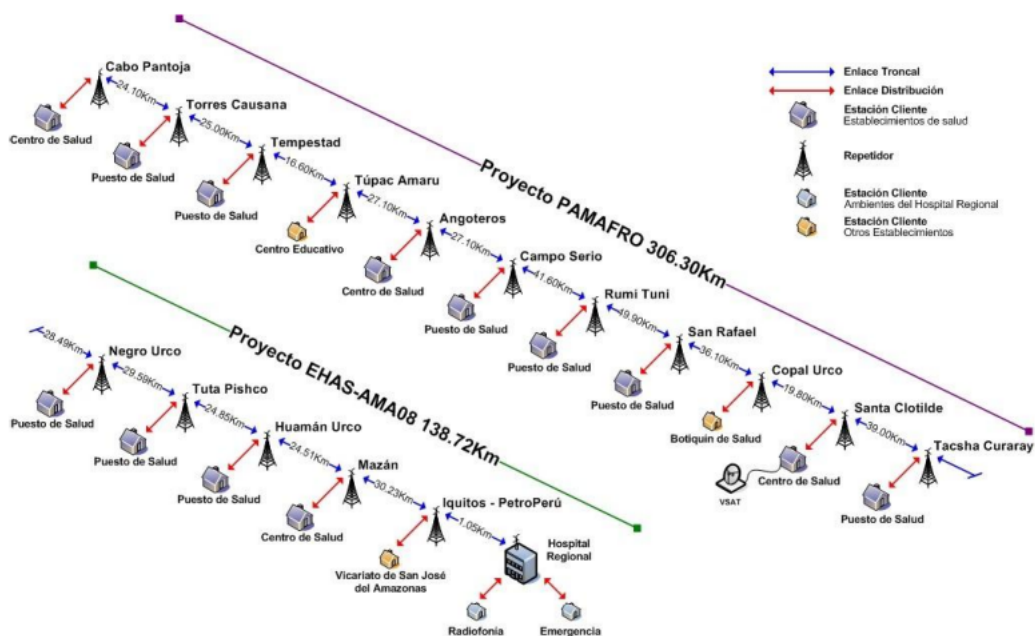 Cabo Pantoja
24.10Km
Centro de Salud
Torres Causana
25.00Km
Puesto de Salud
Tempestad
16.60Km
Puesto de Salud
Túpac Amaru
27.10Km
Centro Educativo
Angoteros
27.10Km
Centro de Salud
Campo Serio
41.60Km
Puesto de Salud
Rumi Tuni
49.90Km
Puesto de Salud
San Rafael
36.10Km
Puesto de Salud
Copal Urco
19.80Km
Botiquin de Salud
Santa Clotilde
39.00Km
VSAT
Centro de Salud
Tacsha Curaray
Puesto de Salud
Proyecto PAMAFRO 306.30Km
Enlace Troncal
Enlace Distribución
Estación Cliente
Establecimientos de salud
Repetidor
Estación Cliente
Ambientes del Hospital Regional
Estación Cliente
Otros Establecimientos
Proyecto EHAS-AMA08 138.72Km
28.49Km
Negro Urco
29.59Km
Puesto de Salud
Tuta Pishco
24.85Km
Puesto de Salud
Huamán Urco
24.51Km
Puesto de Salud
Mazán
30.23Km
Centro de Salud
Iquitos - PetroPerú
1.05Km
Vicariato de San José
del Amazonas
Hospital
Regional
Radiofonía
Emergencia